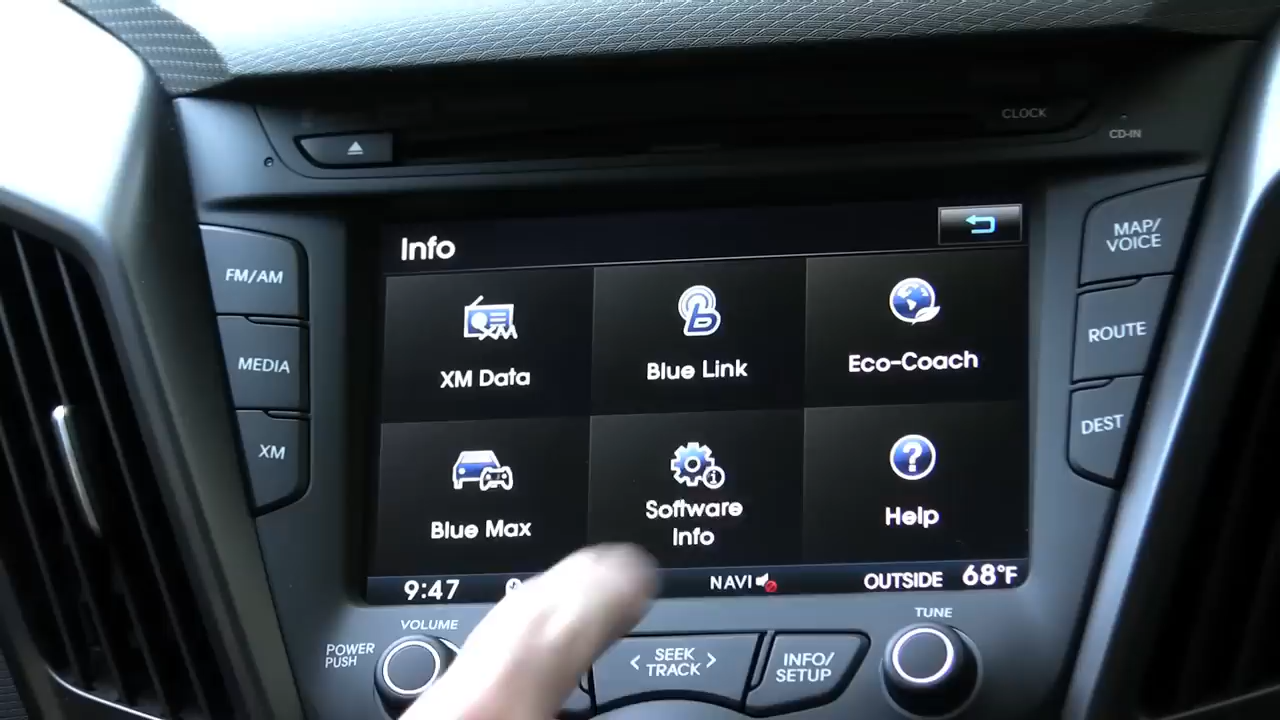 CLOCK
CD-IN
FM/AM
MEDIA
XM
MAP/
VOICE
ROUTE
DEST
Info
XM Data
Blue Link
Eco-Coach
Blue Max
Software
Info
Help
9:47
NAVI
OUTSIDE 68°F
VOLUME
POWER
PUSH
< SEEK
TRACK >
INFO/
SETUP
TUNE